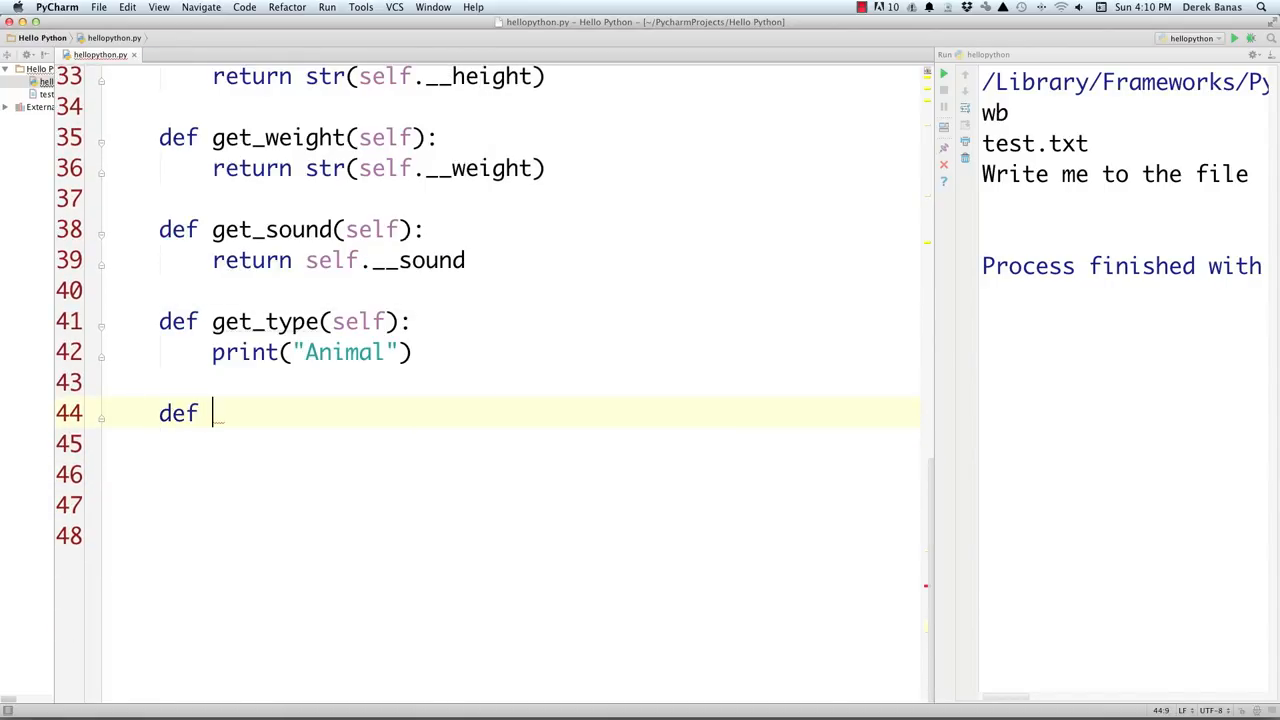 PyCharm File Edit View Navigate Code Refactor Run Tools VCS Window Help 10 Sun 4:10 PM Derek Banas
hellopython.py – Hello Python – [~/PycharmProjects/Hello Python]
Hello Python hellopython.py hellopython
hellopython.py Run hellopython
Hello P
hell
test
Extern
33 return str(self.__height)
34
35 def get_weight(self):
36 return str(self.__weight)
37
38 def get_sound(self):
39 return self.__sound
40
41 def get_type(self):
42 print("Animal")
43
44 def
45
46
47
48
/Library/Frameworks/Py
wb
test.txt
Write me to the file
Process finished with
44:9 LF UTF-8